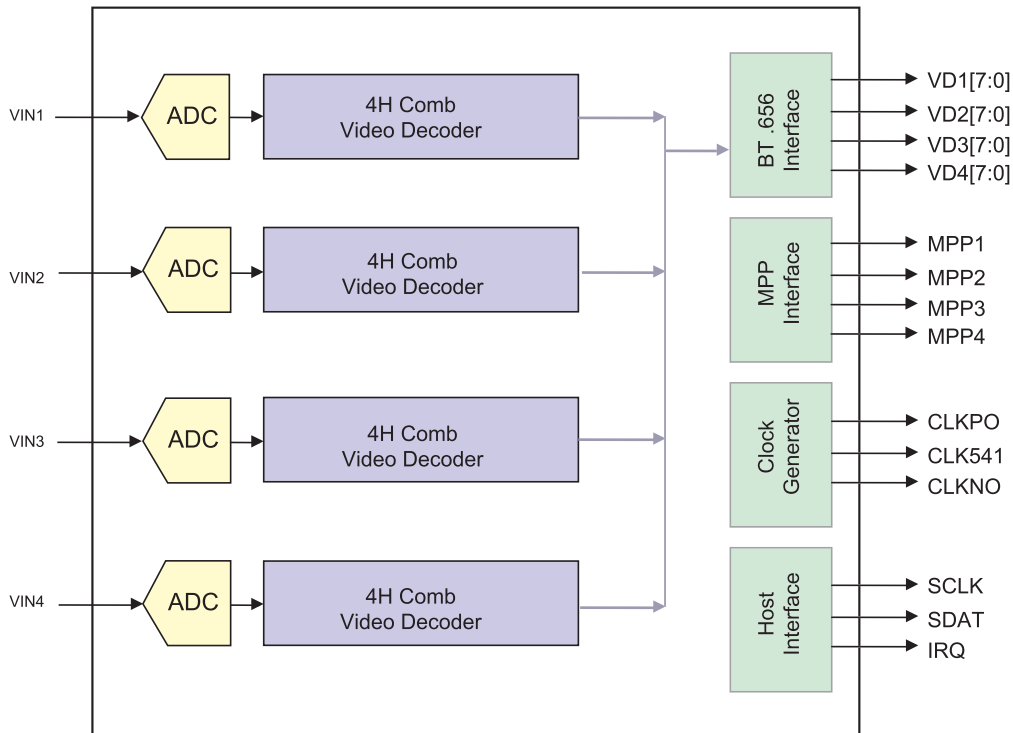 VIN1
ADC
4H Comb
Video Decoder
BT .656
Interface
VD1[7:0]
VD2[7:0]
VD3[7:0]
VD4[7:0]
VIN2
ADC
4H Comb
Video Decoder
MPP
Interface
MPP1
MPP2
MPP3
MPP4
VIN3
ADC
4H Comb
Video Decoder
Clock
Generator
CLKPO
CLK541
CLKNO
VIN4
ADC
4H Comb
Video Decoder
Host
Interface
SCLK
SDAT
IRQ